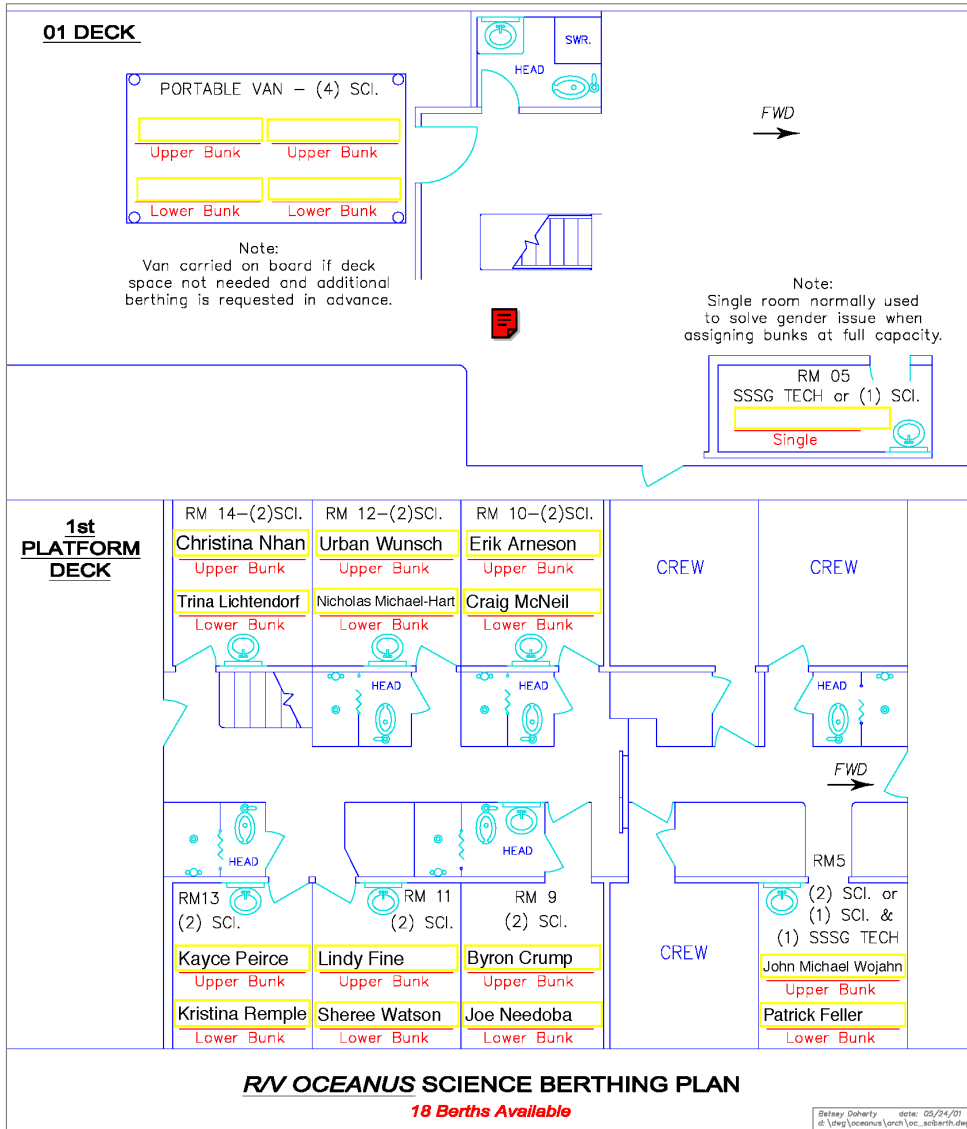 01 DECK
SWR.
HEAD
PORTABLE VAN – (4) SCI.
Upper Bunk Upper Bunk
Lower Bunk Lower Bunk
FWD
Note:
Van carried on board if deck
space not needed and additional
berthing is requested in advance.
Note:
Single room normally used
to solve gender issue when
assigning bunks at full capacity.
RM 05
SSSG TECH or (1) SCI.
Single
1st
PLATFORM
DECK
RM 14–(2)SCI. RM 12–(2)SCI. RM 10–(2)SCI.
Christina Nhan Urban Wunsch Erik Arneson
Upper Bunk Upper Bunk Upper Bunk
Trina Lichtendorf Nicholas Michael-Hart Craig McNeil
Lower Bunk Lower Bunk Lower Bunk
CREW CREW
HEAD HEAD HEAD
FWD
HEAD HEAD
RM13
(2) SCI.
RM 11
(2) SCI.
RM 9
(2) SCI.
RM5
(2) SCI. or
(1) SCI. &
(1) SSSG TECH
CREW
Kayce Peirce Lindy Fine Byron Crump John Michael Wojahn
Upper Bunk Upper Bunk Upper Bunk Upper Bunk
Kristina Remple Sheree Watson Joe Needoba Patrick Feller
Lower Bunk Lower Bunk Lower Bunk Lower Bunk
R/V OCEANUS SCIENCE BERTHING PLAN
18 Berths Available
Betsey Doherty date: 05/24/01
d:\dwg\oceanus\arch\oc_sciberth.dwg